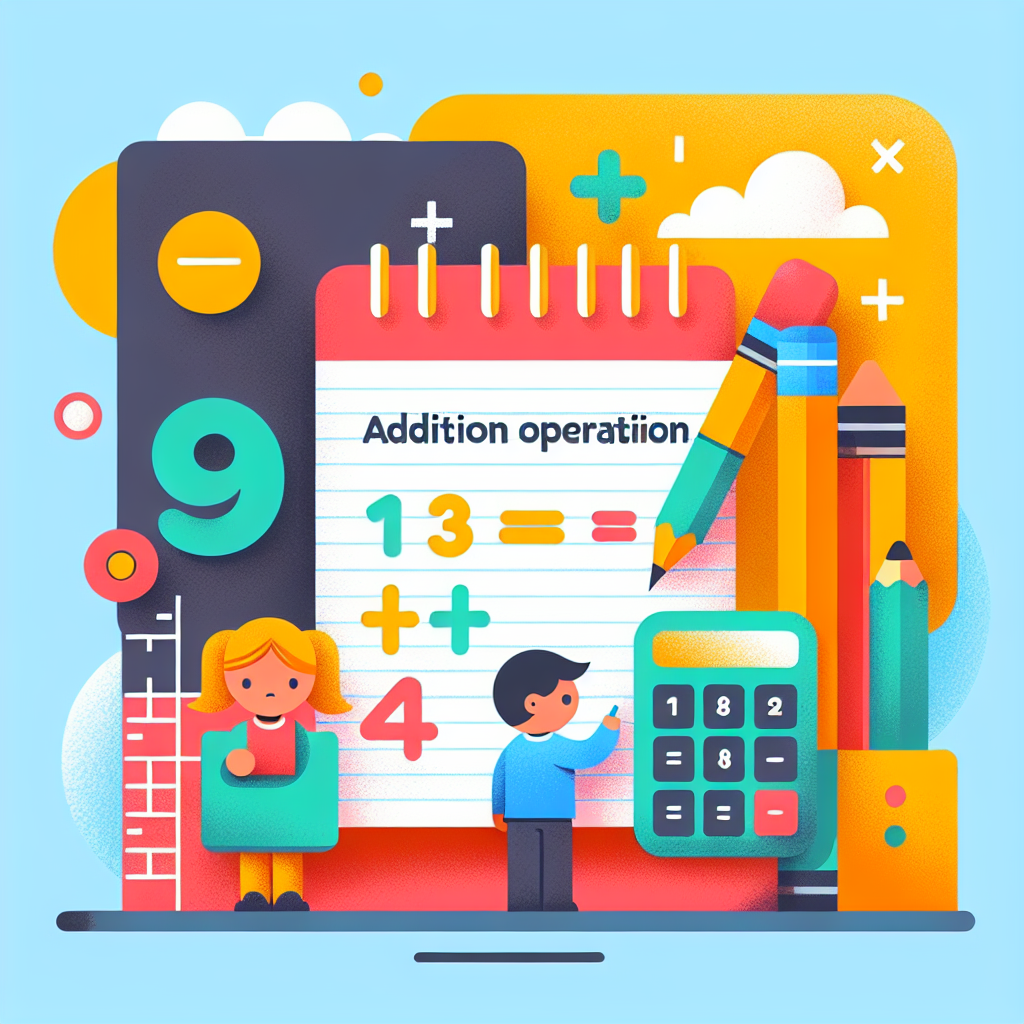 9
Addition operatiion
13 = =
++
4
1 8 2
= 8 -
= = -